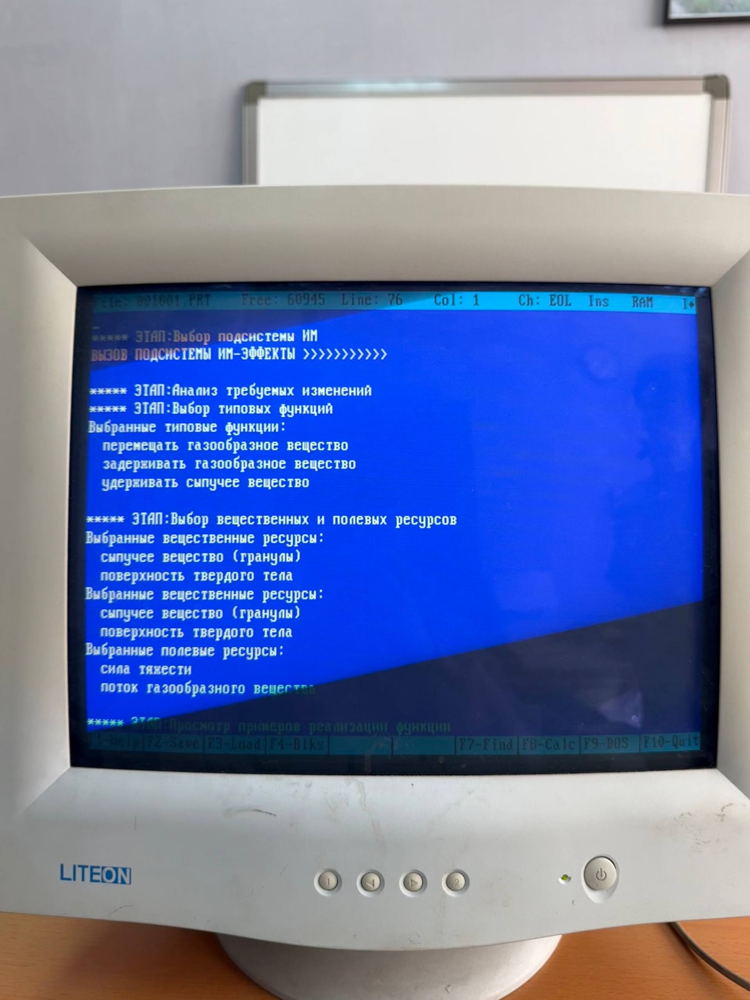 File: 001001.PRT Free: 60945 Line: 76 Col: 1 Ch: EOL Ins RAM
***** ЭТАП:Выбор подсистемы ИМ
ВЫЗОВ ПОДСИСТЕМЫ ИМ-ЭФФЕКТЫ >>>>>>>>>>>
***** ЭТАП:Анализ требуемых изменений
***** ЭТАП:Выбор типовых функций
Выбранные типовые функции:
перемещать газообразное вещество
задерживать газообразное вещество
удерживать сыпучее вещество
***** ЭТАП:Выбор вещественных и полевых ресурсов
Выбранные вещественные ресурсы:
сыпучее вещество (гранулы)
поверхность твердого тела
Выбранные вещественные ресурсы:
сыпучее вещество (гранулы)
поверхность твердого тела
Выбранные полевые ресурсы:
сила тяжести
поток газообразного вещества
***** ЭТАП:Просмотр примеров реализации функции
F1-Help F2-Save F3-Load F4-Blks F7-Find F8-Calc F9-DOS F10-Quit
LITEON
1 2